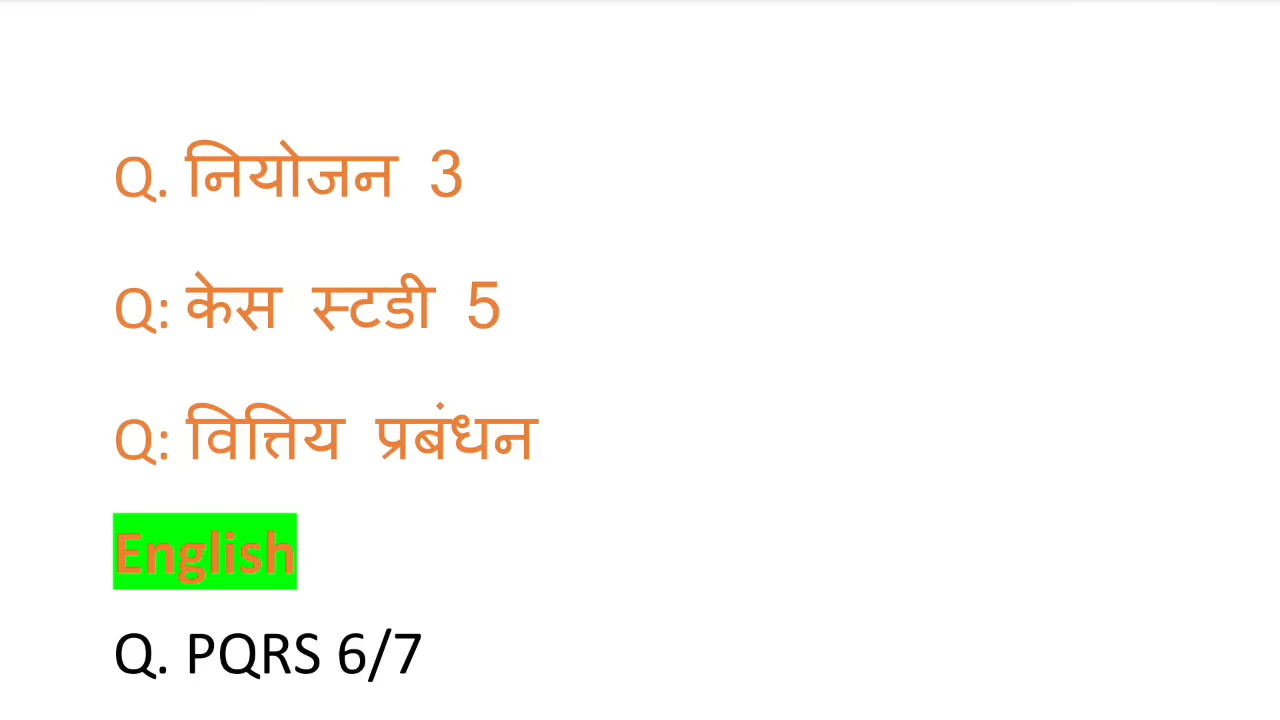 Q. नियोजन 3
Q: केस स्टडी 5
Q: वित्तिय प्रबंधन
English
Q. PQRS 6/7